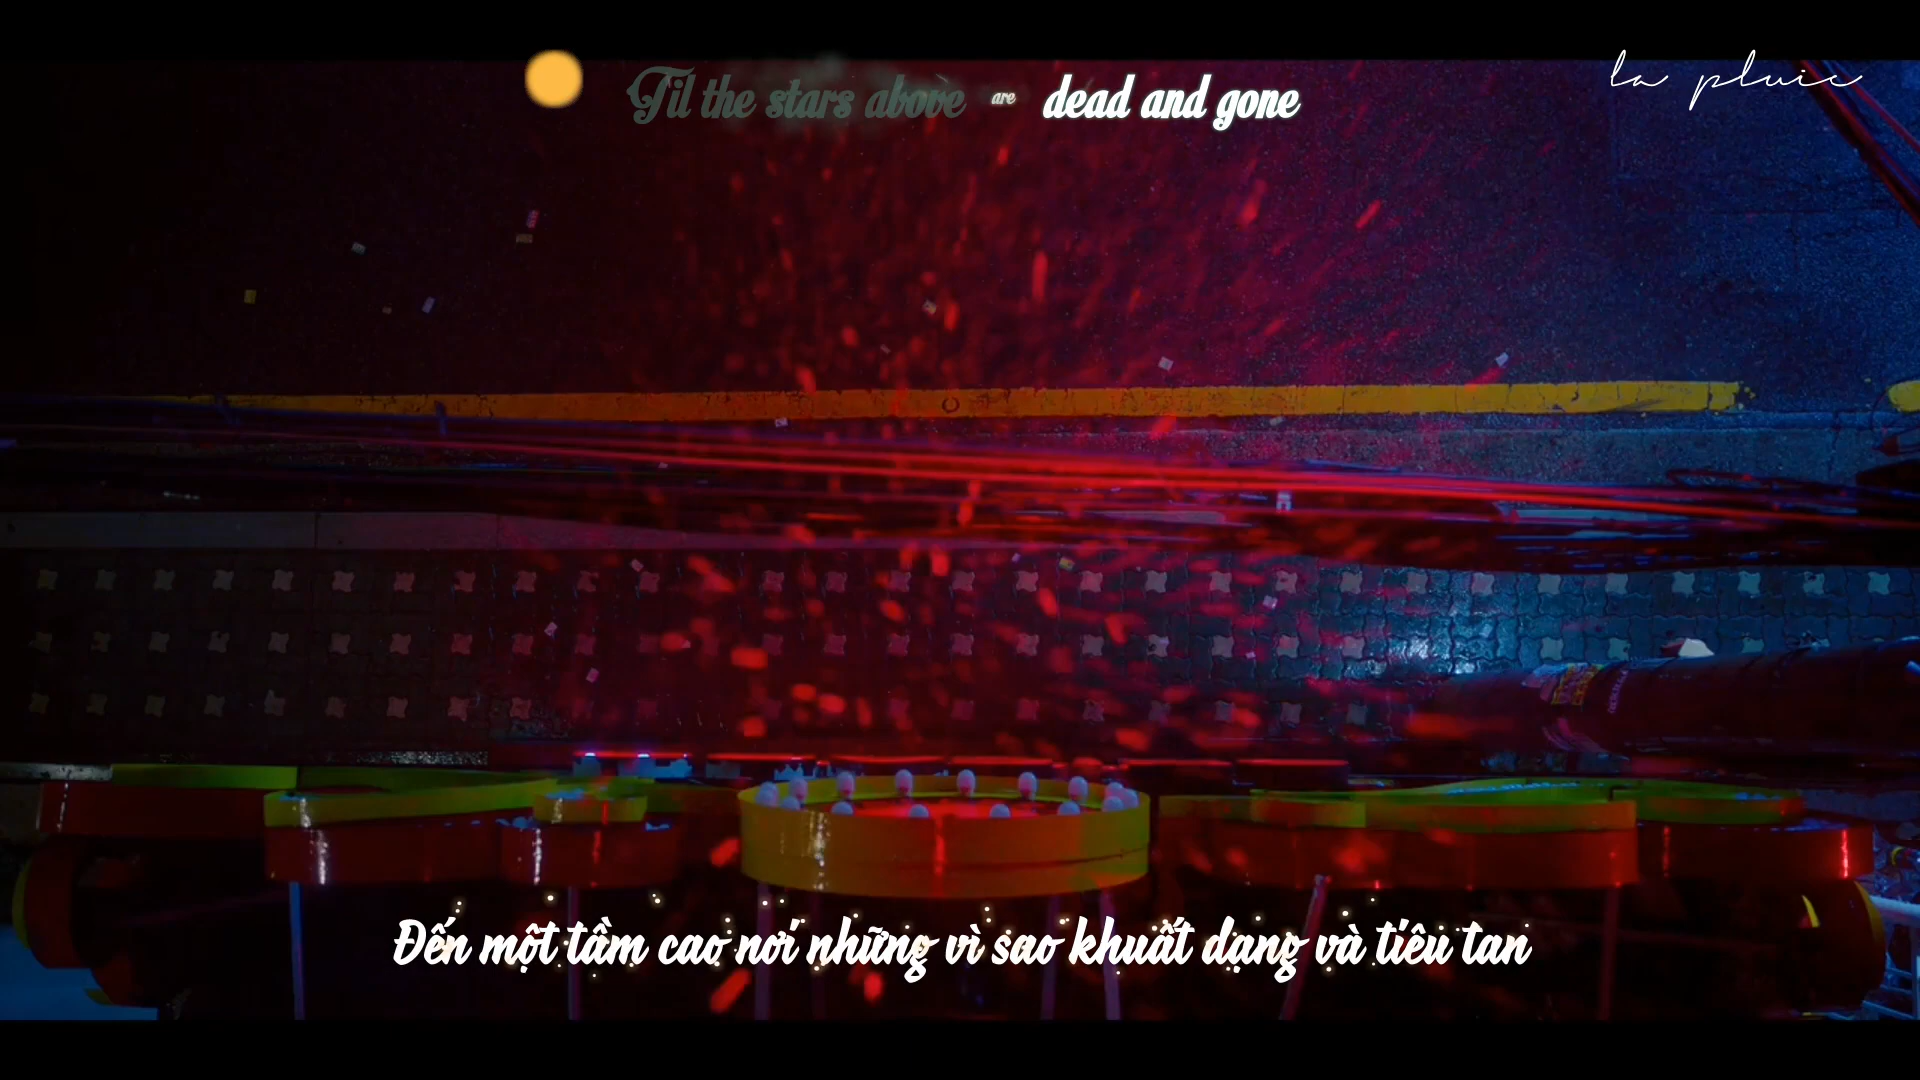 Til the stars above are dead and gone
la pluie
Đến một tầm cao nơi những vì sao khuất dạng và tiêu tan